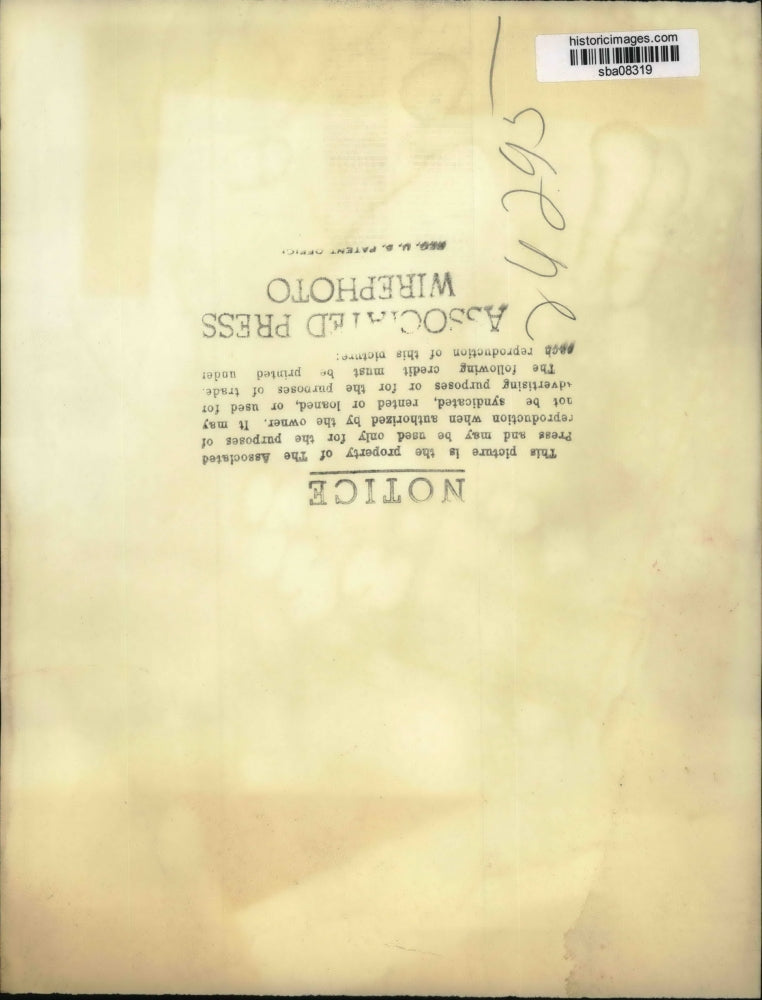 historicimages.com
sba08319
24295
NOTICE
This picture is the property of The Associated
Press and may be used only for the purposes of
reproduction when authorized by the owner. It may
not be syndicated, rented or loaned, or used for
advertising purposes or for the purposes of trade.
The following credit must be printed under
each reproduction of this picture:
ASSOCIATED PRESS
WIREPHOTO
REG. U. S. PATENT OFFICE